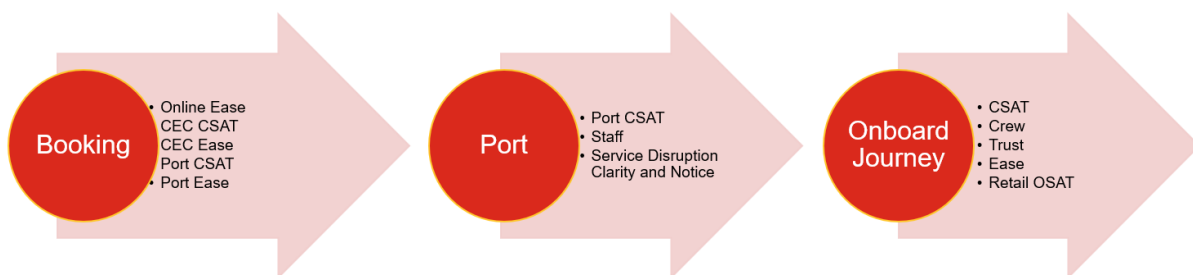 Booking
• Online Ease
CEC CSAT
CEC Ease
Port CSAT
• Port Ease
Port
• Port CSAT
• Staff
• Service Disruption
Clarity and Notice
Onboard
Journey
• CSAT
• Crew
• Trust
• Ease
• Retail OSAT